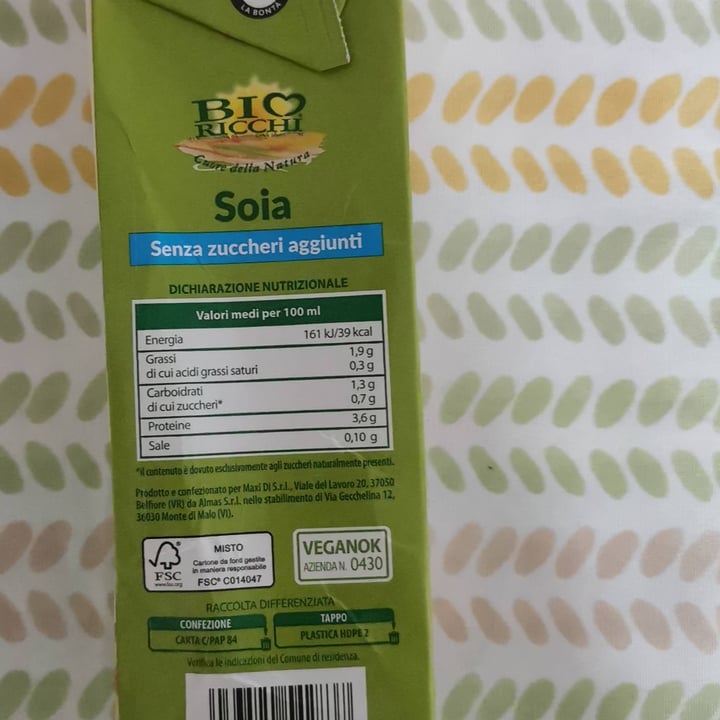 LA BONTÀ
BIO
RICCHI
Cuore della Natura
Soia
Senza zuccheri aggiunti
DICHIARAZIONE NUTRIZIONALE
Valori medi per 100 ml
Energia 161 kJ/39 kcal
Grassi 1,9 g
di cui acidi grassi saturi 0,3 g
Carboidrati 1,3 g
di cui zuccheri* 0,7 g
Proteine 3,6 g
Sale 0,10 g
*il contenuto è dovuto esclusivamente agli zuccheri naturalmente presenti.
Prodotto e confezionato per Maxi Di S.r.l., Viale del Lavoro 20, 37050
Belfiore (VR) da Almas S.r.l. nello stabilimento di Via Gecchelina 12,
36030 Monte di Malo (VI).
FSC
www.fsc.org
MISTO
Cartone da fonti gestite
in maniera responsabile
FSC® C014047
VEGANOK
AZIENDA N. 0430
RACCOLTA DIFFERENZIATA
CONFEZIONE
CARTA C/PAP 84
TAPPO
PLASTICA HDPE 2
Verifica le indicazioni del Comune di residenza.